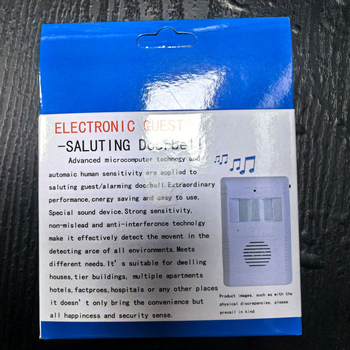 ELECTRONIC GUEST
-SALUTING Doorbell
Advanced microcomputer technogy and
automaic human sensitivity are applied to
saluting guest/alarming doorbell.Extraordinary
performance,energy saving and easy to use.
Special sound device.Strong sensitivity,
non-mislead and anti-interference technolgy
make it effectively detect the movent in the
detecting arce of all environments.Meets
different needs.It's suitable for dwelling
houses,tier buildings, multiple apartments
hotels,factproes,hospitals or any other places
it doesn't only bring the convenience but
all happiness and security sense.
Product images, such as with the
physical discrepancies, please
prevail in kind